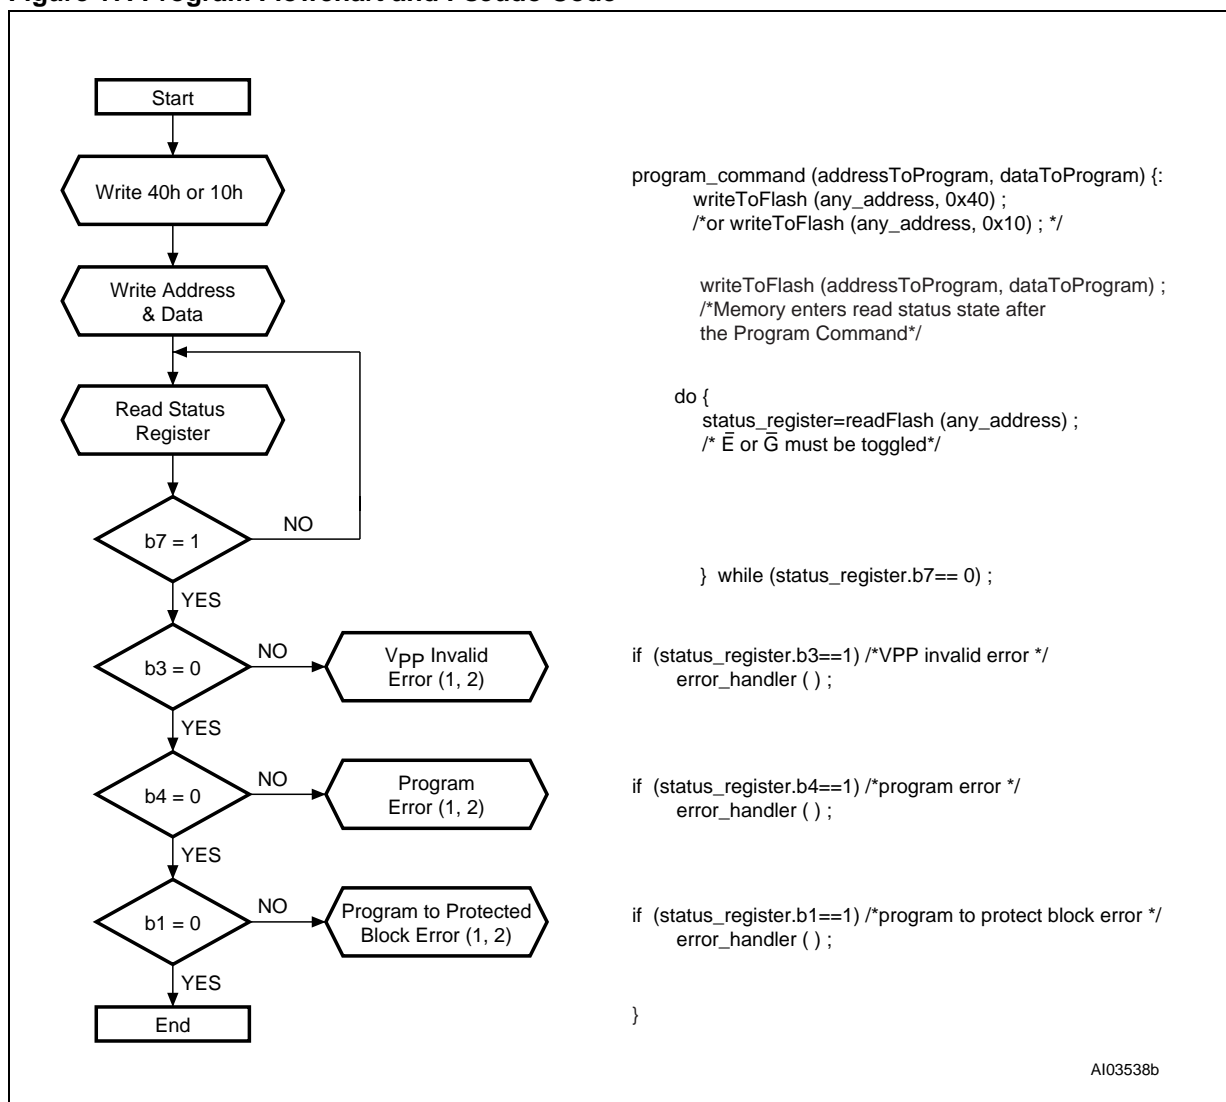 Start
Write 40h or 10h
program_command (addressToProgram, dataToProgram) {:
writeToFlash (any_address, 0x40) ;
/*or writeToFlash (any_address, 0x10) ; */
Write Address
& Data
writeToFlash (addressToProgram, dataToProgram) ;
/*Memory enters read status state after
the Program Command*/
Read Status
Register
do {
status_register=readFlash (any_address) ;
/* E̅ or G̅ must be toggled*/
b7 = 1
NO
YES
} while (status_register.b7== 0) ;
b3 = 0
NO
YES
VPP Invalid
Error (1, 2)
if (status_register.b3==1) /*VPP invalid error */
error_handler ( ) ;
b4 = 0
NO
YES
Program
Error (1, 2)
if (status_register.b4==1) /*program error */
error_handler ( ) ;
b1 = 0
NO
YES
Program to Protected
Block Error (1, 2)
if (status_register.b1==1) /*program to protect block error */
error_handler ( ) ;
End
}
AI03538b